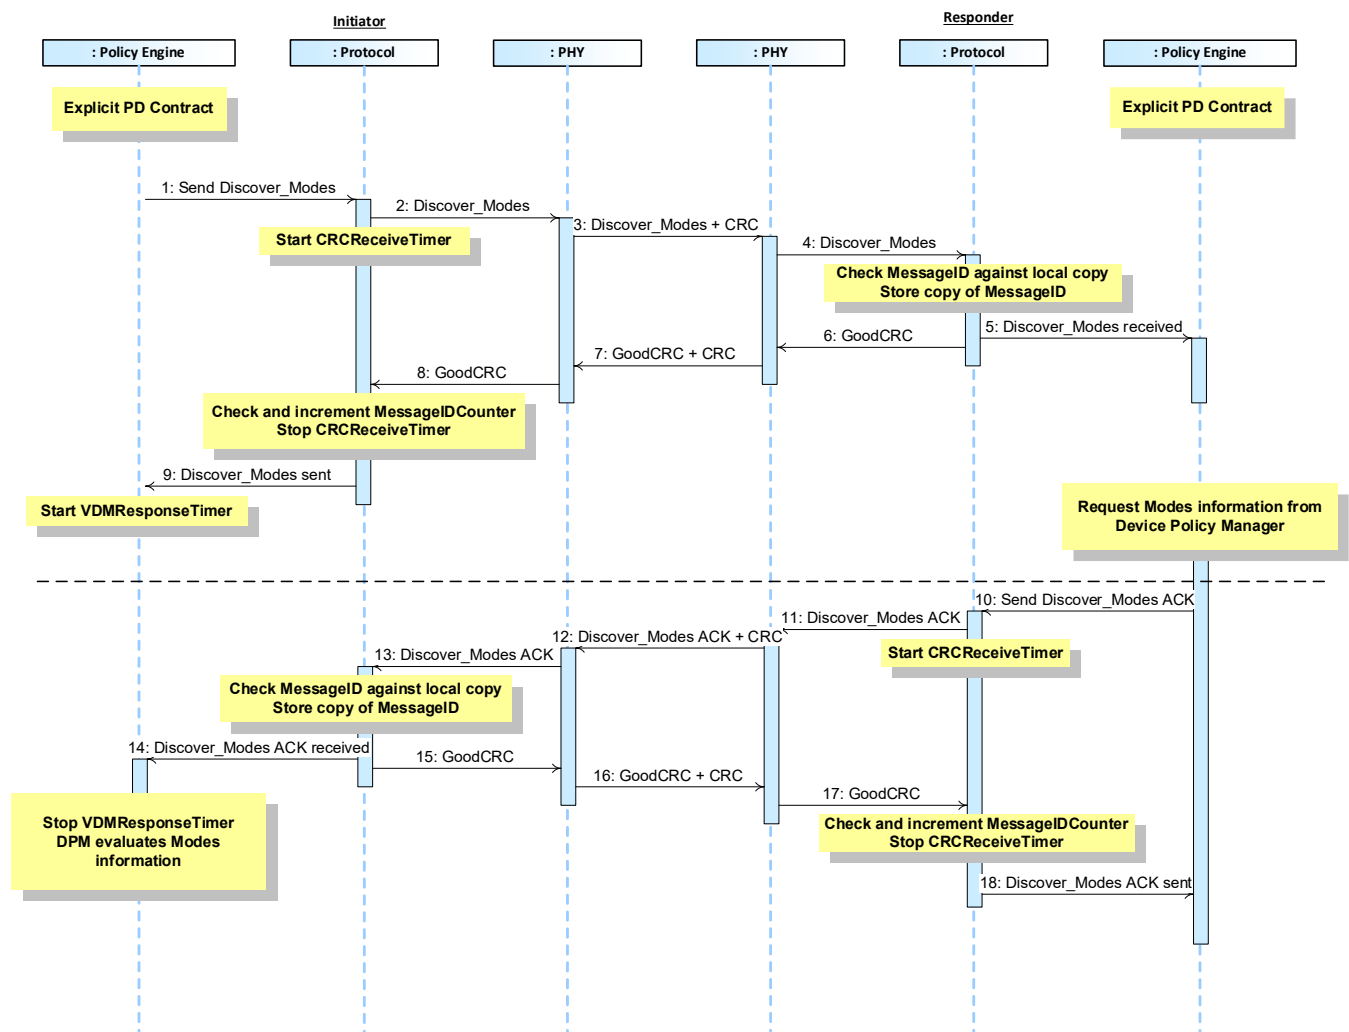 Initiator
Responder
: Policy Engine
: Protocol
: PHY
: PHY
: Protocol
: Policy Engine
Explicit PD Contract
Explicit PD Contract
1: Send Discover_Modes
2: Discover_Modes
3: Discover_Modes + CRC
Start CRCReceiveTimer
4: Discover_Modes
Check MessageID against local copy
Store copy of MessageID
5: Discover_Modes received
6: GoodCRC
7: GoodCRC + CRC
8: GoodCRC
Check and increment MessageIDCounter
Stop CRCReceiveTimer
9: Discover_Modes sent
Start VDMResponseTimer
Request Modes information from
Device Policy Manager
10: Send Discover_Modes ACK
11: Discover_Modes ACK
12: Discover_Modes ACK + CRC
Start CRCReceiveTimer
13: Discover_Modes ACK
Check MessageID against local copy
Store copy of MessageID
14: Discover_Modes ACK received
15: GoodCRC
16: GoodCRC + CRC
17: GoodCRC
Stop VDMResponseTimer
DPM evaluates Modes
information
Check and increment MessageIDCounter
Stop CRCReceiveTimer
18: Discover_Modes ACK sent